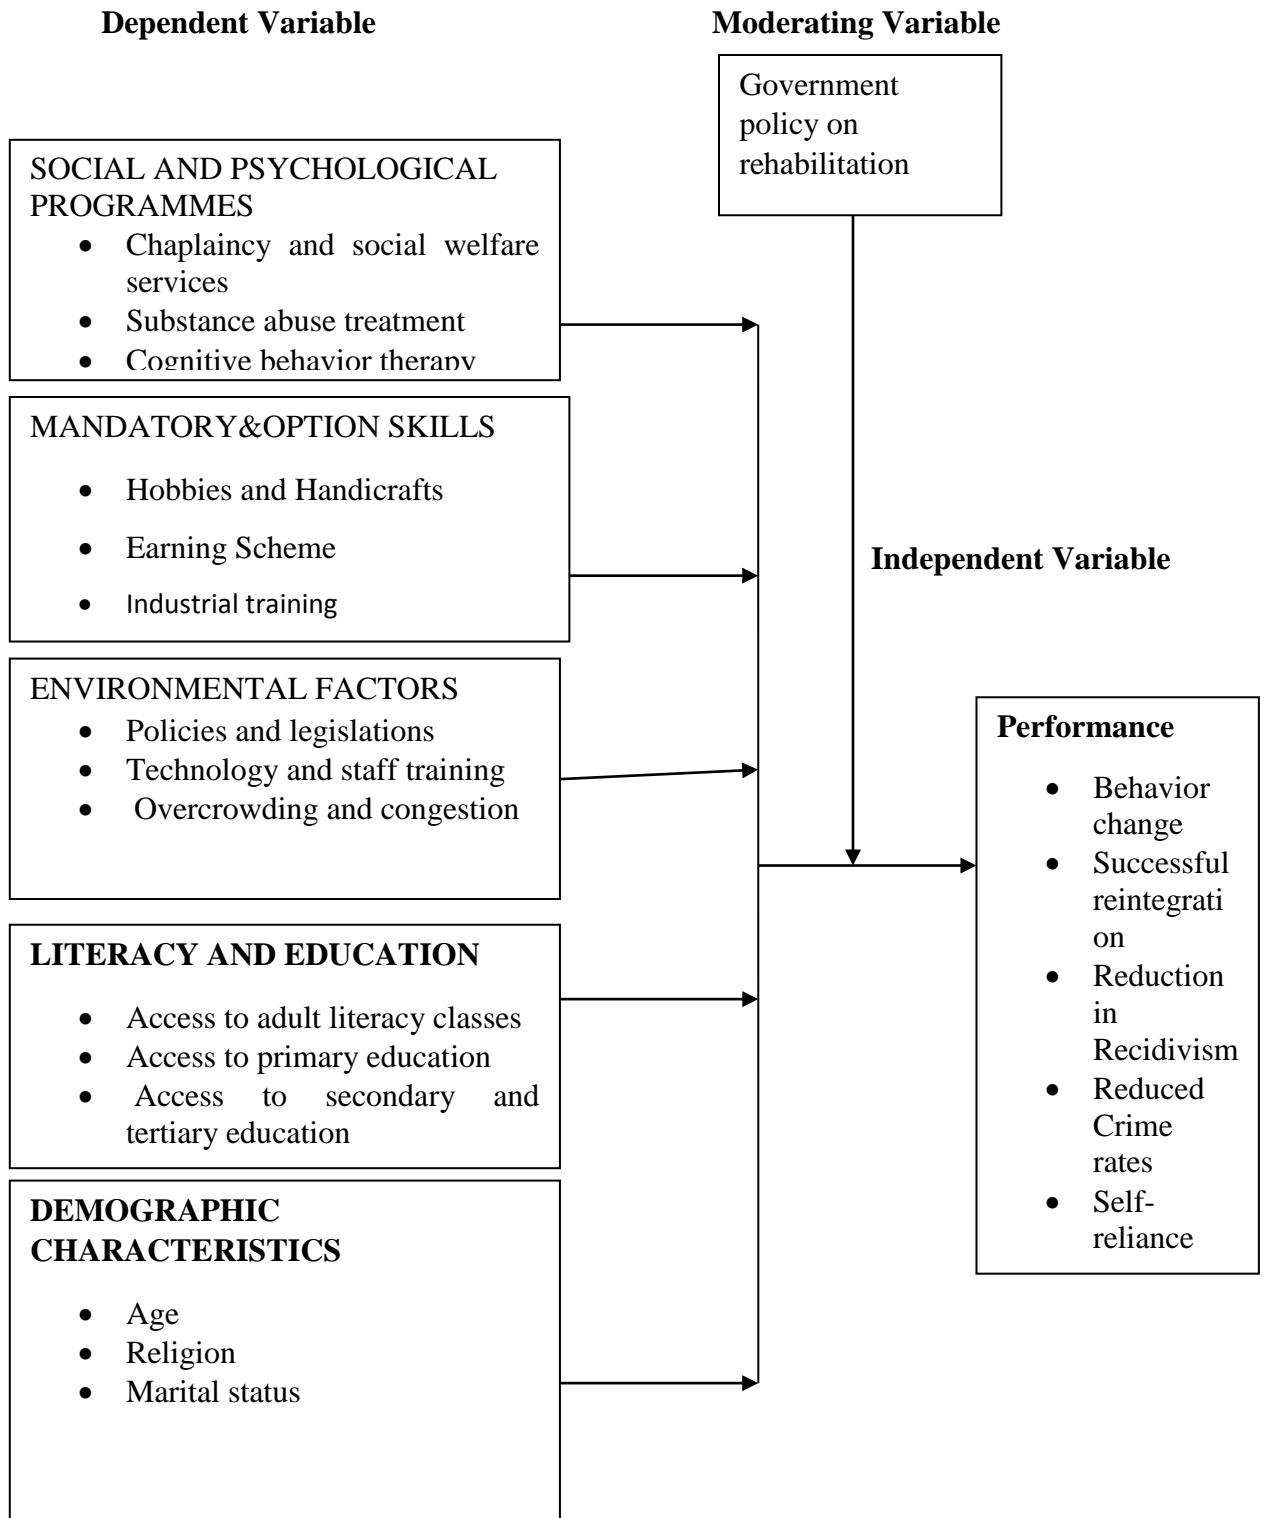 Dependent Variable
Moderating Variable
Government
policy on
rehabilitation
SOCIAL AND PSYCHOLOGICAL
PROGRAMMES
• Chaplaincy and social welfare
services
• Substance abuse treatment
• Cognitive behavior therapy
MANDATORY&OPTION SKILLS
• Hobbies and Handicrafts
• Earning Scheme
• Industrial training
Independent Variable
ENVIRONMENTAL FACTORS
• Policies and legislations
• Technology and staff training
• Overcrowding and congestion
Performance
• Behavior
change
• Successful
reintegrati
on
• Reduction
in
Recidivism
• Reduced
Crime
rates
• Self-
reliance
LITERACY AND EDUCATION
• Access to adult literacy classes
• Access to primary education
• Access to secondary and
tertiary education
DEMOGRAPHIC
CHARACTERISTICS
• Age
• Religion
• Marital status